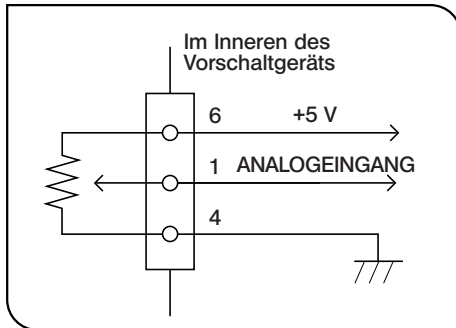 Im Inneren des
Vorschaltgeräts
6 +5 V
1 ANALOGEINGANG
4